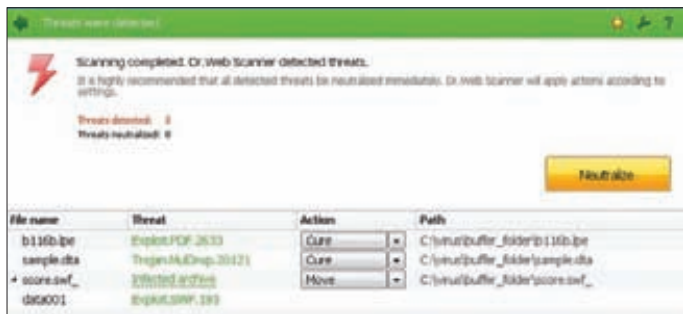 Threats were detected
?
Scanning completed. Dr.Web Scanner detected threats.
It is highly recommended that all detected threats be neutralized immediately. Dr.Web Scanner will apply actions according to
settings.
Threats detected: 3
Threats neutralized: 0
Neutralize
File name Threat Action Path
b116b.lpe Exploit.PDF.2633 Cure C:\virus\buffer_folder\b116b.lpe
sample.dta Trojan.MulDrop.20121 Cure C:\virus\buffer_folder\sample.dta
score.swf_ Infected archive Move C:\virus\buffer_folder\score.swf_
data001 Exploit.SWF.193